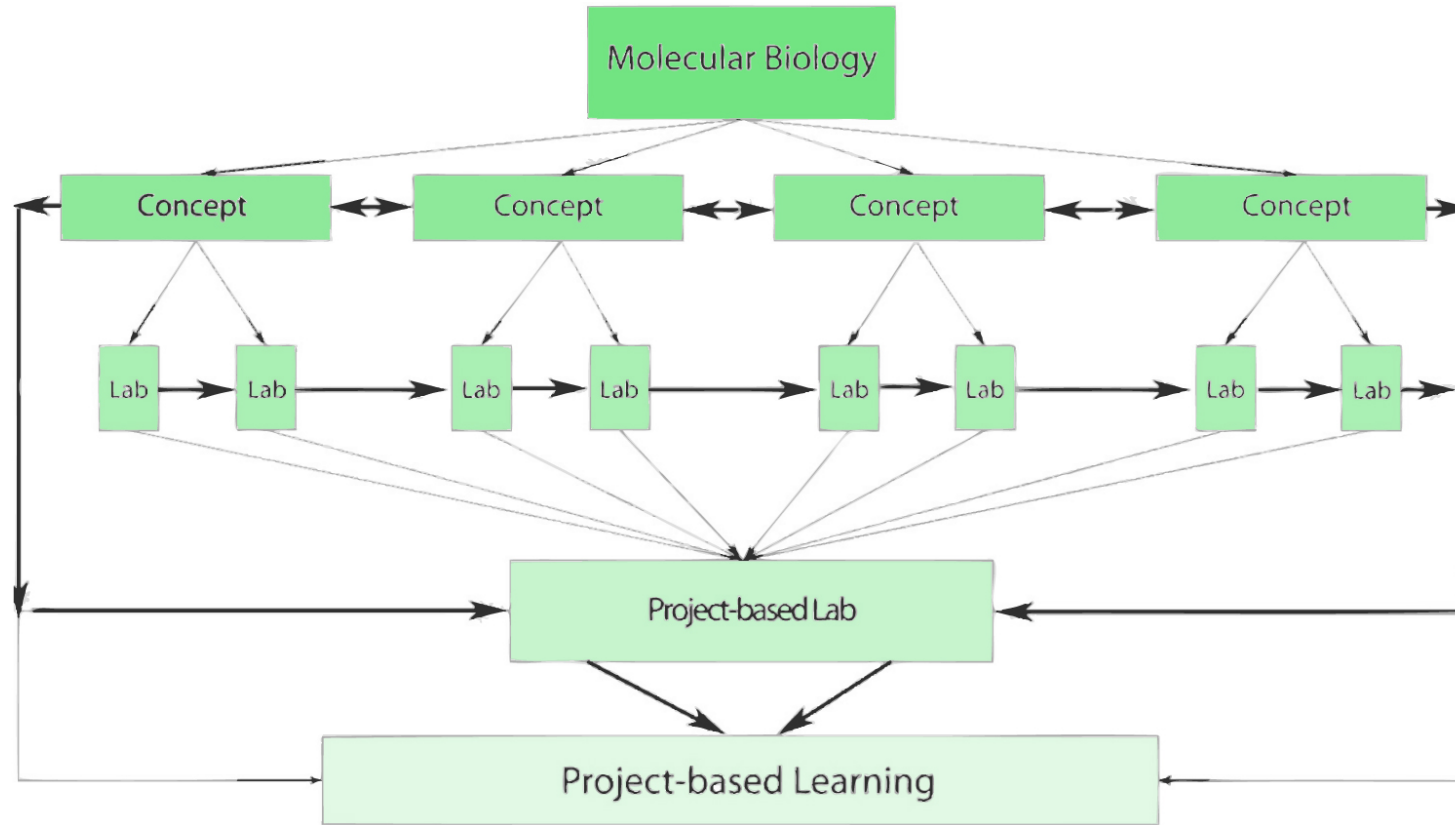 Molecular Biology
Concept
Concept
Concept
Concept
Lab
Lab
Lab
Lab
Lab
Lab
Lab
Lab
Project-based Lab
Project-based Learning